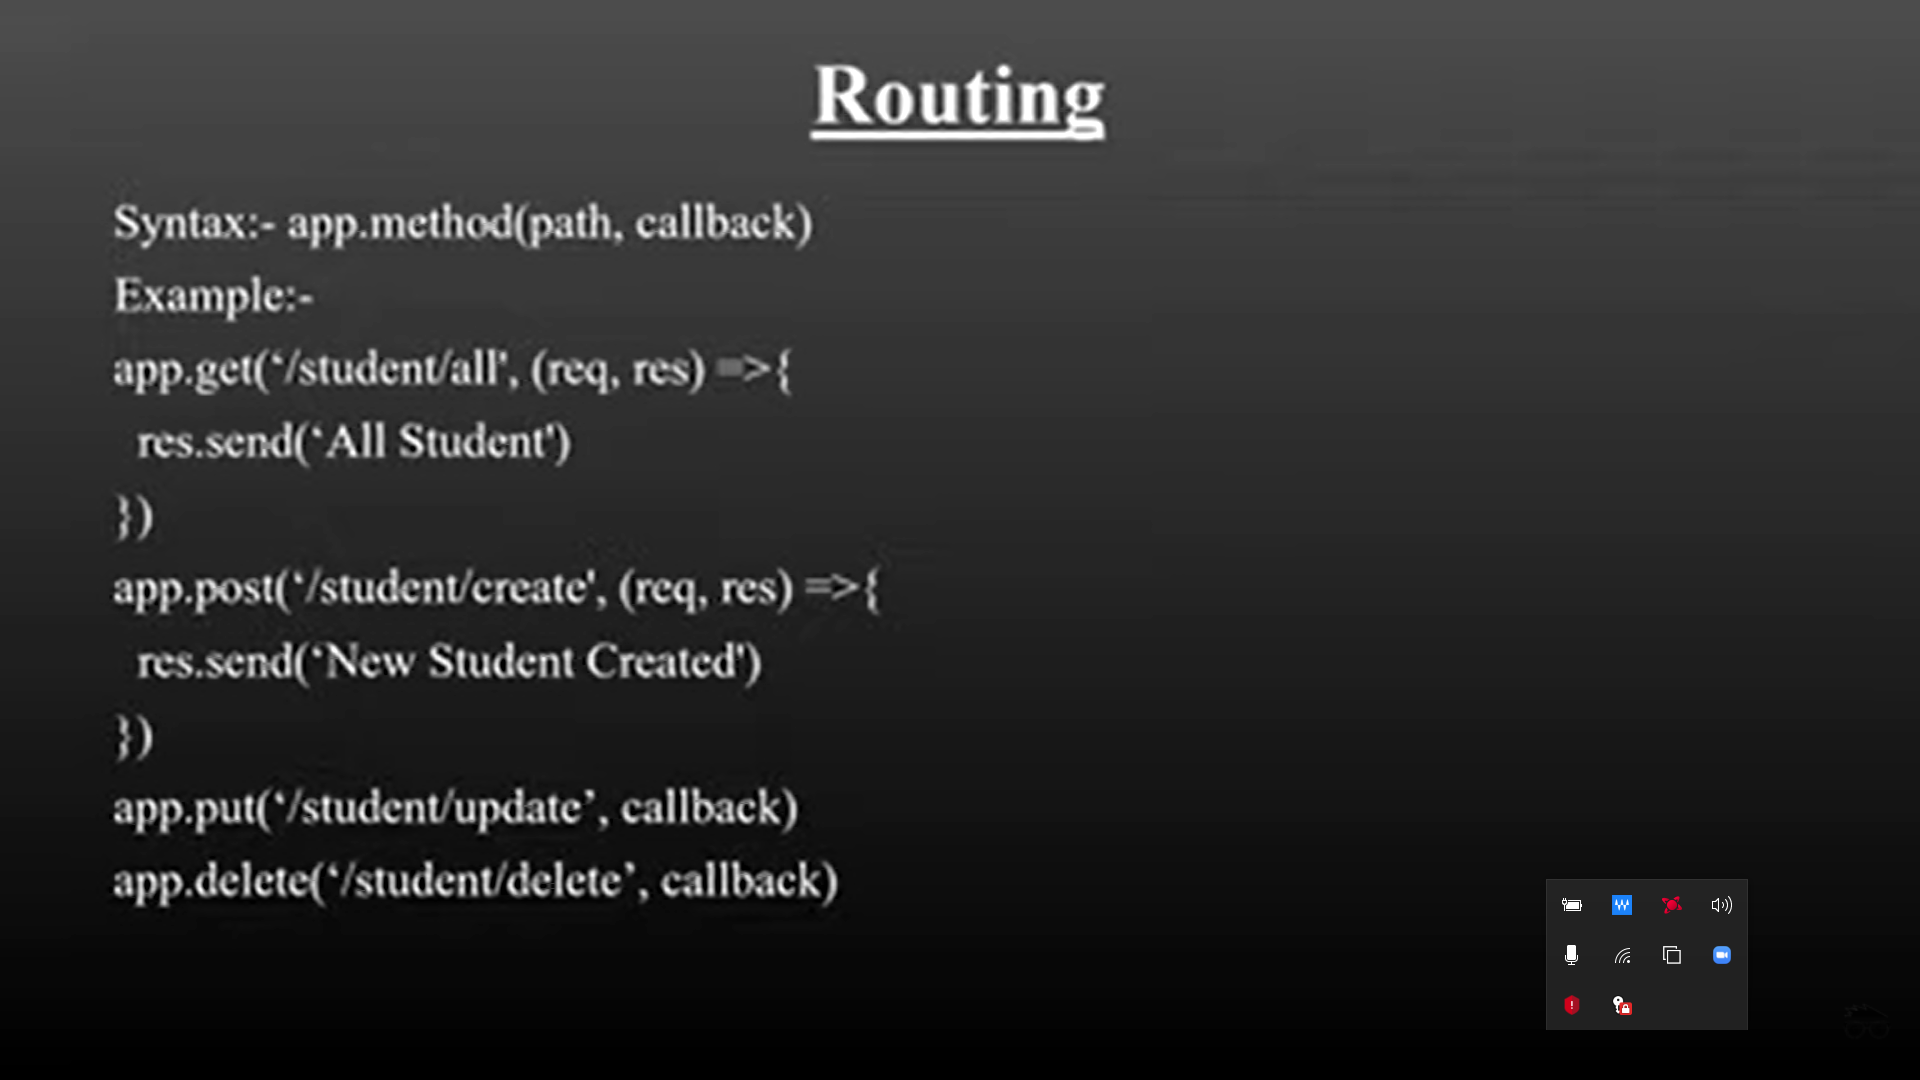 Routing
Syntax:- app.method(path, callback)
Example:-
app.get(‘/student/all', (req, res) =>{
res.send(‘All Student')
})
app.post(‘/student/create', (req, res) =>{
res.send(‘New Student Created')
})
app.put(‘/student/update’, callback)
app.delete(‘/student/delete’, callback)